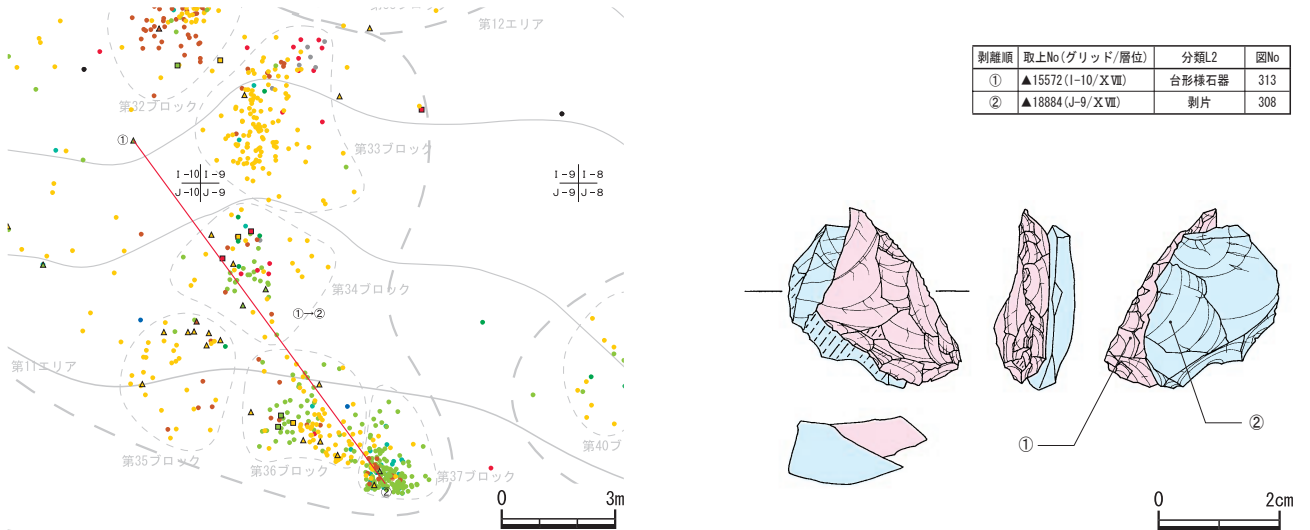 第12エリア
第32ブロック
①
第33ブロック
I-10 I-9
J-10 J-9
I-9 I-8
J-9 J-8
第34ブロック
①→②
第11エリア
第35ブロック
第36ブロック
第37ブロック
②
第40ブ
0 3m
剥離順 取上No(グリッド/層位) 分類L2 図No
① ▲15572(I-10/ⅩⅦ) 台形様石器 313
② ▲18884(J-9/ⅩⅦ) 剥片 308
①
②
0 2cm